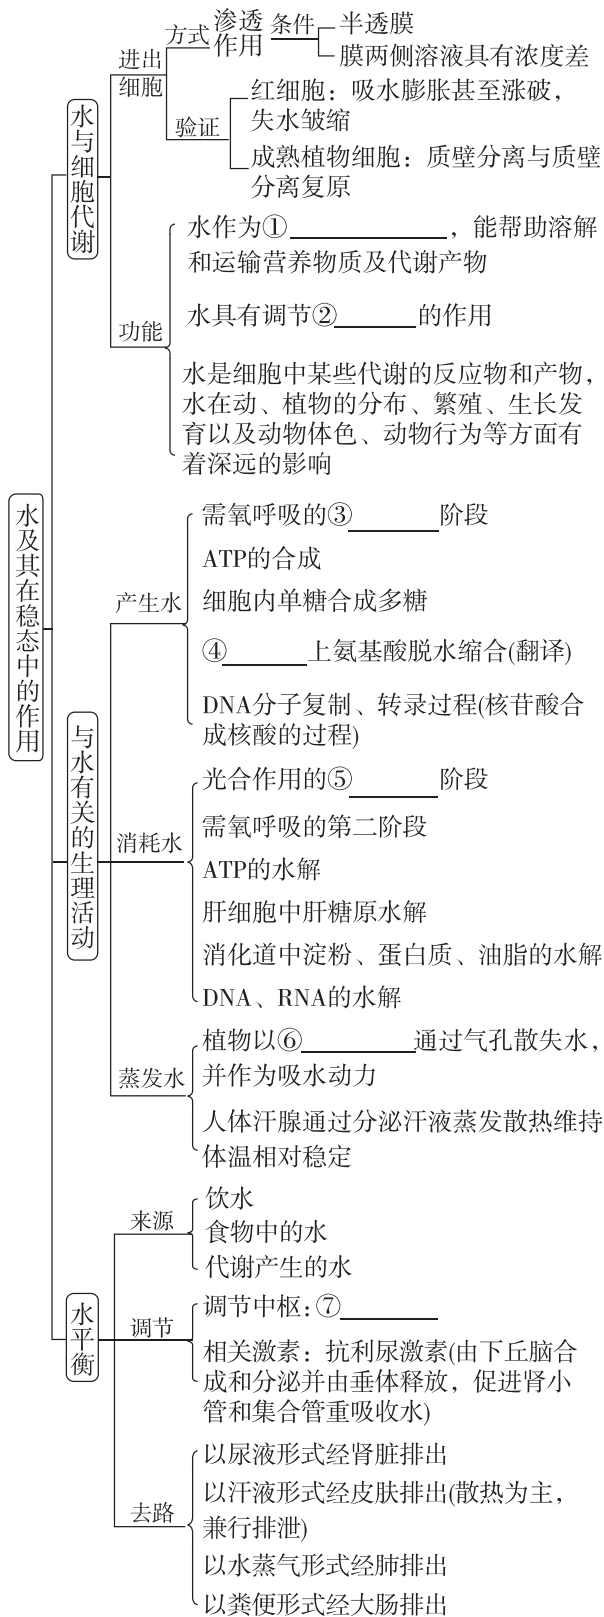 水及其在稳态中的作用
水与细胞代谢
进出
细胞
方式
渗透
作用
条件
半透膜
膜两侧溶液具有浓度差
验证
红细胞：吸水膨胀甚至涨破，
失水皱缩
成熟植物细胞：质壁分离与质壁
分离复原
功能
水作为①____________，能帮助溶解
和运输营养物质及代谢产物
水具有调节②______的作用
水是细胞中某些代谢的反应物和产物，
水在动、植物的分布、繁殖、生长发
育以及动物体色、动物行为等方面有
着深远的影响
与水有关的生理活动
产生水
需氧呼吸的③_______阶段
ATP的合成
细胞内单糖合成多糖
④_______上氨基酸脱水缩合(翻译)
DNA分子复制、转录过程(核苷酸合
成核酸的过程)
消耗水
光合作用的⑤_______阶段
需氧呼吸的第二阶段
ATP的水解
肝细胞中肝糖原水解
消化道中淀粉、蛋白质、油脂的水解
DNA、RNA的水解
蒸发水
植物以⑥_________通过气孔散失水，
并作为吸水动力
人体汗腺通过分泌汗液蒸发散热维持
体温相对稳定
水平衡
来源
饮水
食物中的水
代谢产生的水
调节
调节中枢：⑦________
相关激素：抗利尿激素(由下丘脑合
成和分泌并由垂体释放，促进肾小
管和集合管重吸收水)
去路
以尿液形式经肾脏排出
以汗液形式经皮肤排出(散热为主，
兼行排泄)
以水蒸气形式经肺排出
以粪便形式经大肠排出